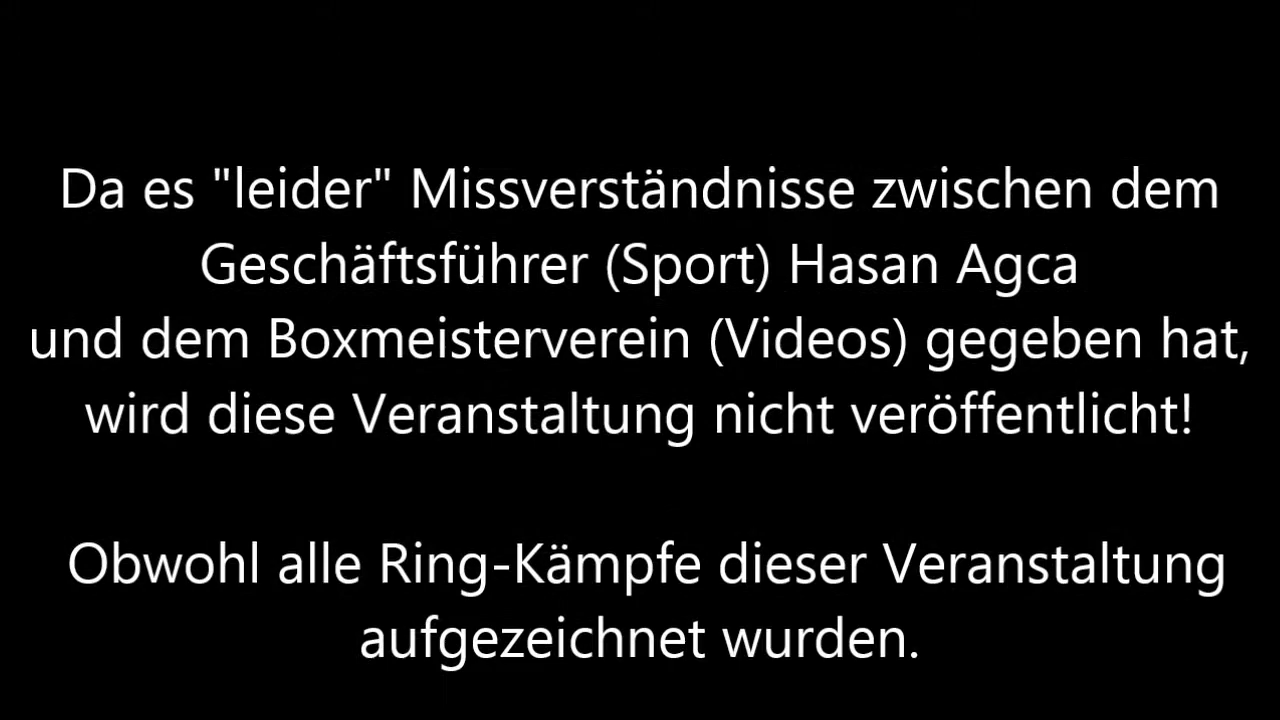 Da es "leider" Missverständnisse zwischen dem
Geschäftsführer (Sport) Hasan Agca
und dem Boxmeisterverein (Videos) gegeben hat,
wird diese Veranstaltung nicht veröffentlicht!
Obwohl alle Ring-Kämpfe dieser Veranstaltung
aufgezeichnet wurden.